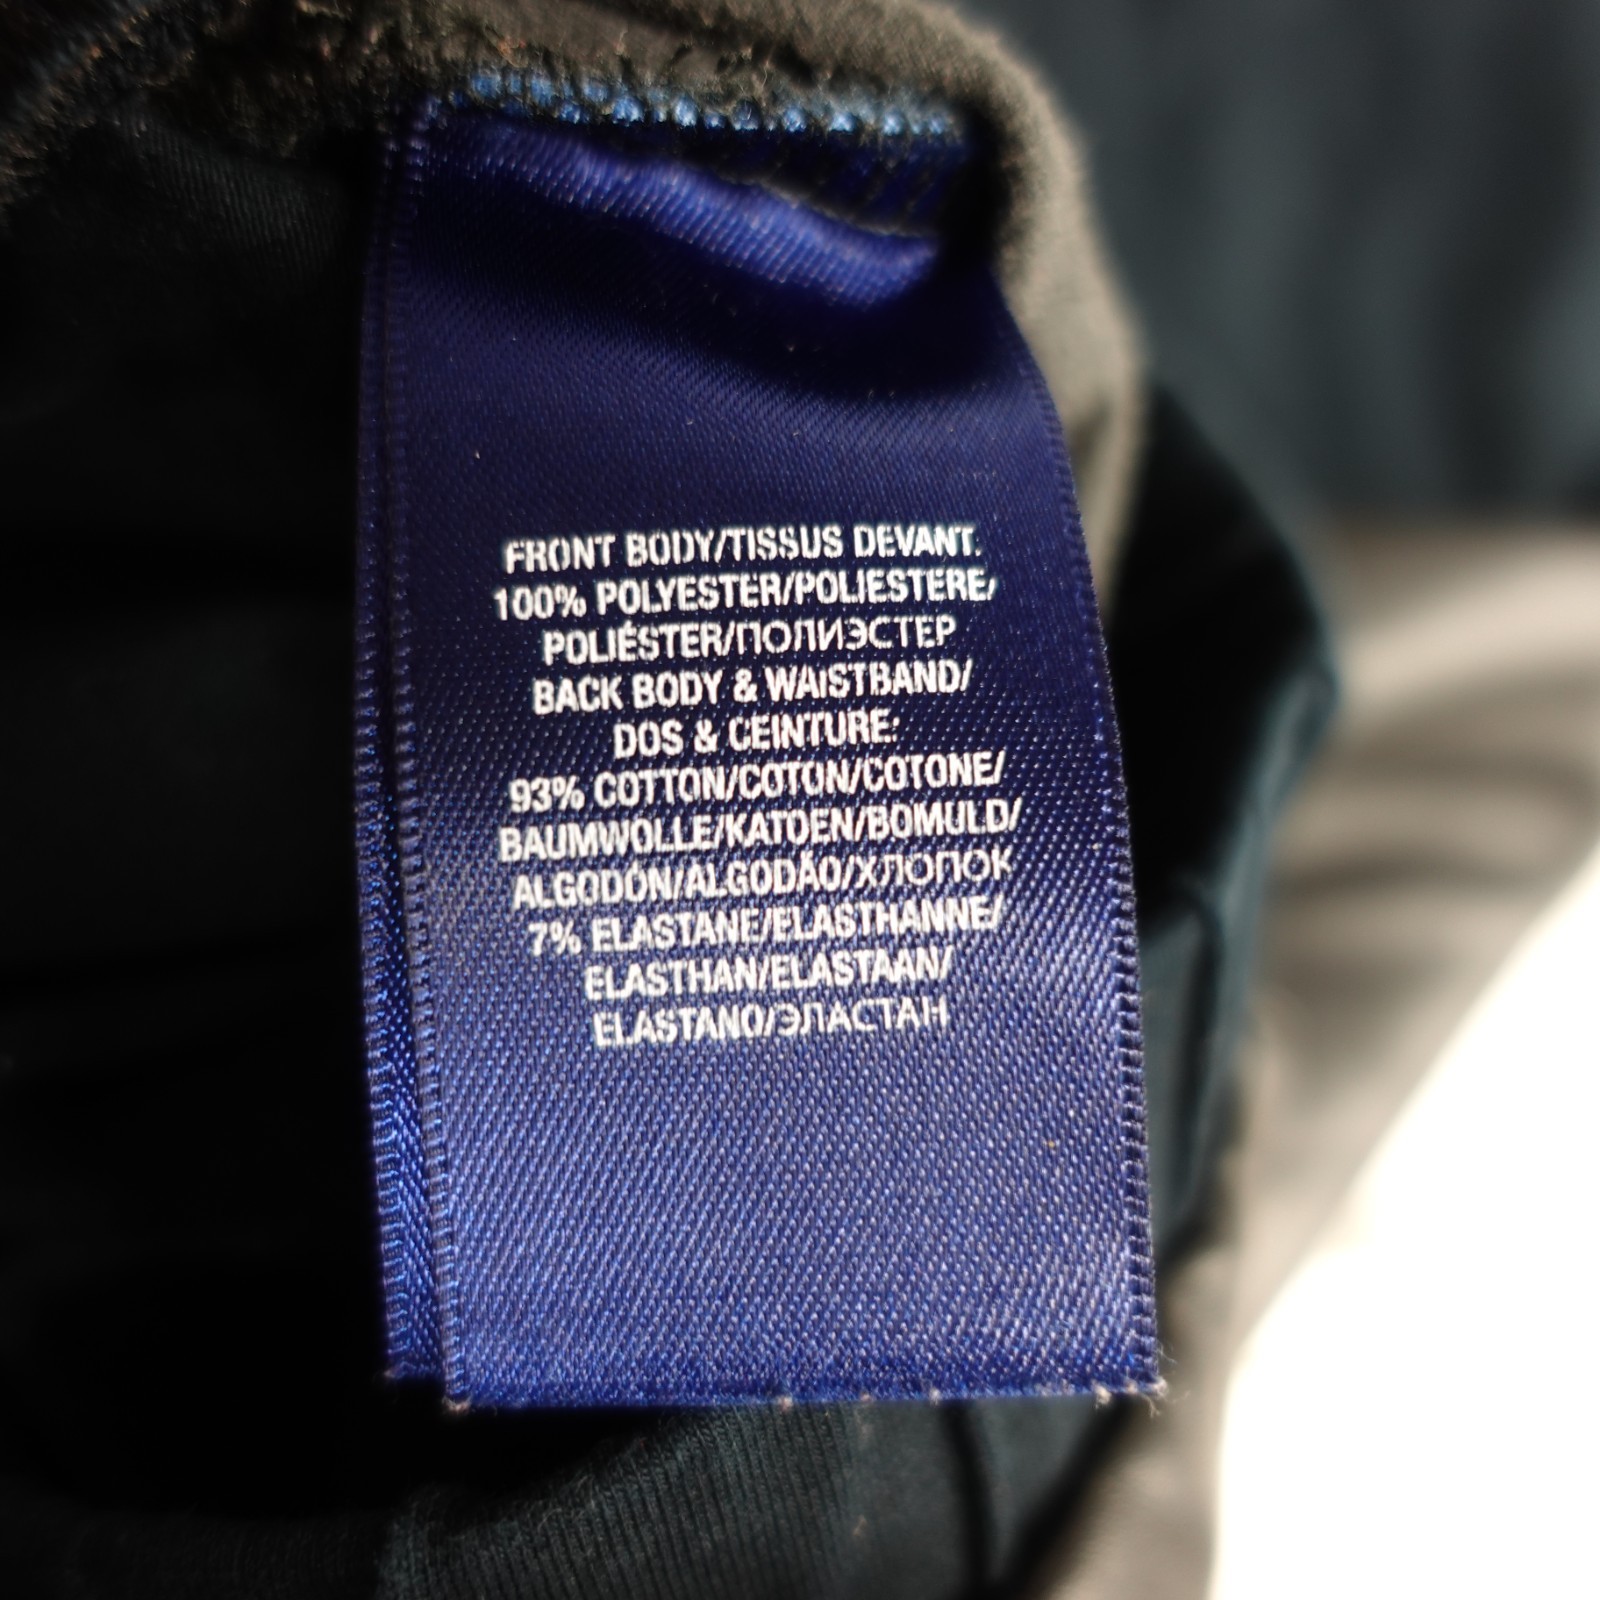 FRONT BODY/TISSUS DEVANT:
100% POLYESTER/POLIESTERE/
POLIÉSTER/ПОЛИЭСТЕР
BACK BODY & WAISTBAND/
DOS & CEINTURE:
93% COTTON/COTON/COTONE/
BAUMWOLLE/KATOEN/BOMULD/
ALGODÓN/ALGODÃO/ХЛОПОК
7% ELASTANE/ELASTHANNE/
ELASTHAN/ELASTAAN/
ELASTANO/ЭЛАСТАН